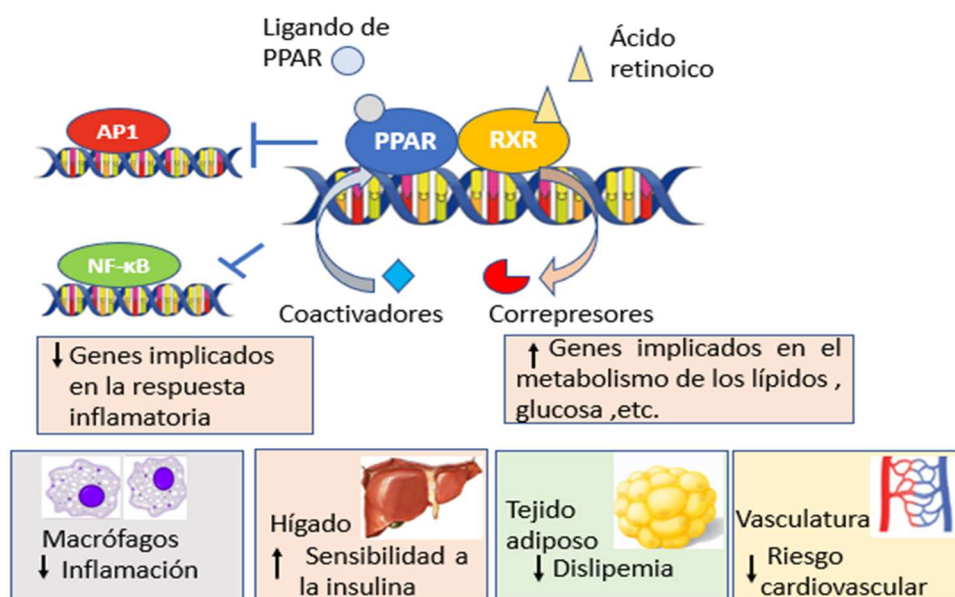 Ligando de
PPAR
Ácido
retinoico
AP1
PPAR
RXR
NF-κB
Coactivadores
Correpresores
↓ Genes implicados
en la respuesta
inflamatoria
↑ Genes implicados en el
metabolismo de los lípidos ,
glucosa ,etc.
Macrófagos
↓ Inflamación
Hígado
↑ Sensibilidad a
la insulina
Tejido
adiposo
↓ Dislipemia
Vasculatura
↓ Riesgo
cardiovascular